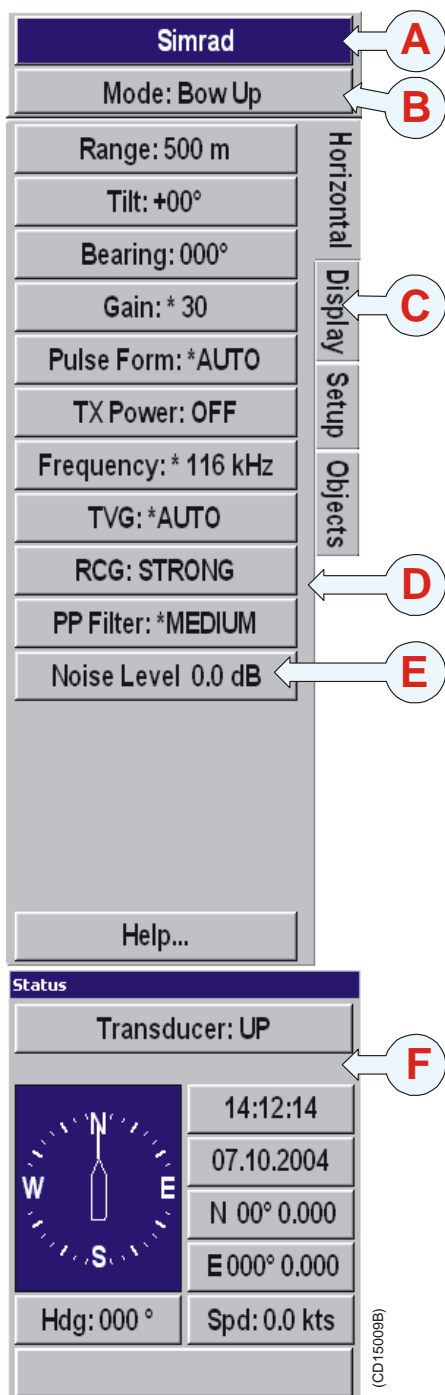 Simrad
A
Mode: Bow Up
B
Range: 500 m
Tilt: +00°
Bearing: 000°
Gain: * 30
Pulse Form: *AUTO
TX Power: OFF
Frequency: * 116 kHz
TVG: *AUTO
RCG: STRONG
PP Filter: *MEDIUM
Noise Level 0.0 dB
Horizontal
Display
Setup
Objects
C
D
E
Help...
Status
Transducer: UP
F
N
W
E
S
14:12:14
07.10.2004
N 00° 0.000
E 000° 0.000
Hdg: 000 °
Spd: 0.0 kts
(CD15009B)